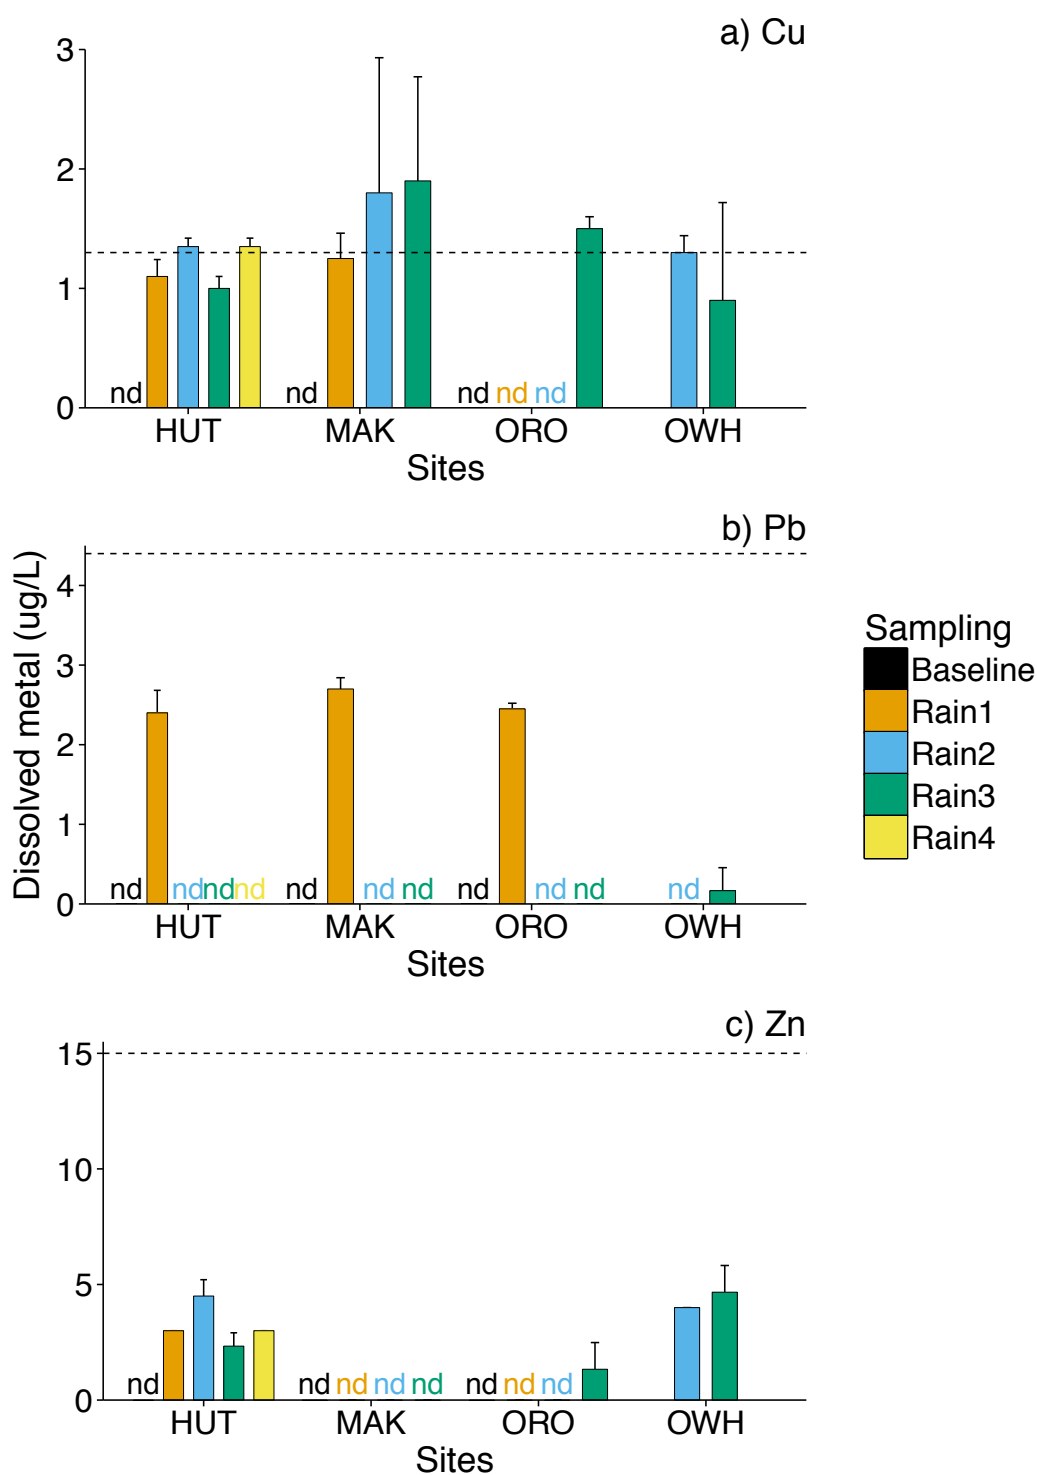 a) Cu
3
2
1
0
nd nd nd nd nd
HUT MAK ORO OWH
Sites
b) Pb
Dissolved metal (ug/L)
4
3
2
1
0
nd nd nd nd nd nd nd nd nd nd nd
HUT MAK ORO OWH
Sites
c) Zn
15
10
5
0
nd nd nd nd nd nd nd nd
HUT MAK ORO OWH
Sites
Sampling
Baseline
Rain1
Rain2
Rain3
Rain4